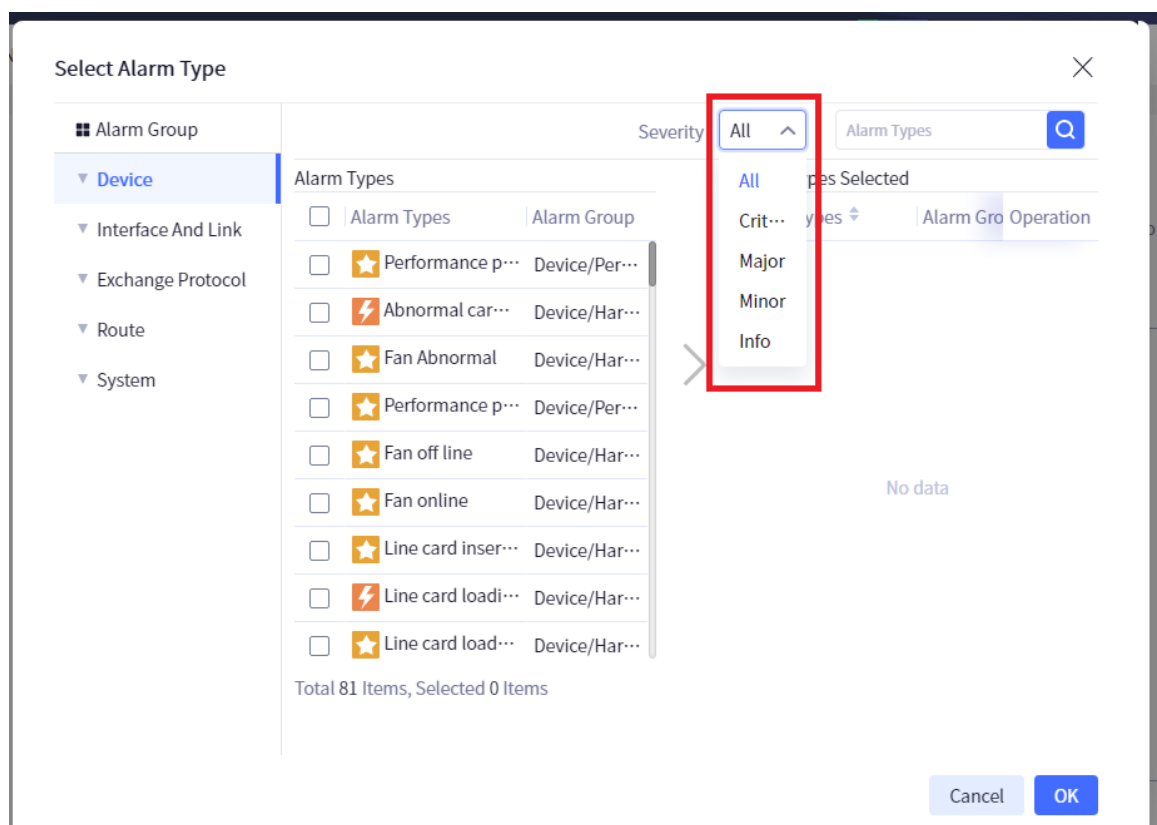 Select Alarm Type
Alarm Group
Severity All Alarm Types
Device
Interface And Link
Exchange Protocol
Route
System
Alarm Types
Alarm Types Alarm Group
Performance p··· Device/Per···
Abnormal car··· Device/Har···
Fan Abnormal Device/Har···
Performance p··· Device/Per···
Fan off line Device/Har···
Fan online Device/Har···
Line card inser··· Device/Har···
Line card loadi··· Device/Har···
Line card load··· Device/Har···
Total 81 Items, Selected 0 Items
All
Crit···
Major
Minor
Info
pes Selected
ypes Alarm Gro Operation
No data
Cancel OK